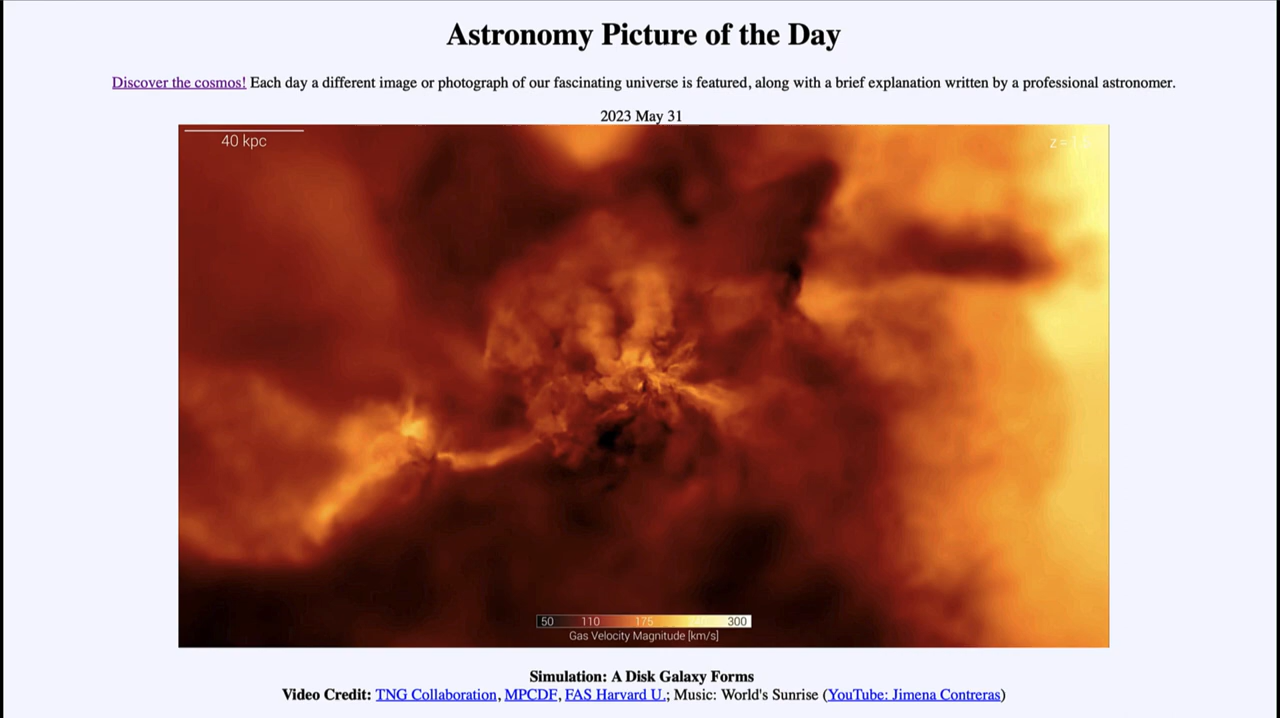 Astronomy Picture of the Day
Discover the cosmos! Each day a different image or photograph of our fascinating universe is featured, along with a brief explanation written by a professional astronomer.
2023 May 31
40 kpc
z =
50 110 175 300
Gas Velocity Magnitude [km/s]
Simulation: A Disk Galaxy Forms
Video Credit: TNG Collaboration, MPCDF, FAS Harvard U.; Music: World's Sunrise (YouTube: Jimena Contreras)